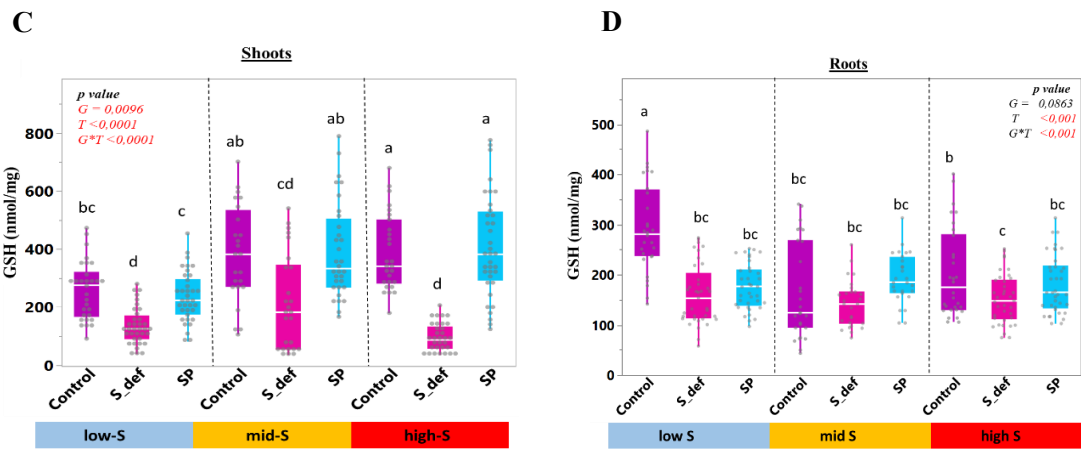 C
Shoots
p value
G = 0,0096
T <0,0001
G*T <0,0001
GSH (nmol/mg)
800
600
400
200
0
bc
d
c
ab
cd
ab
a
d
a
Control
S_def
SP
Control
S_def
SP
Control
S_def
SP
low-S
mid-S
high-S
D
Roots
p value
G = 0,0863
T <0,001
G*T <0,001
GSH (nmol/mg)
500
400
300
200
100
0
a
bc
bc
bc
bc
bc
b
c
bc
Control
S_def
SP
Control
S_def
SP
Control
S_def
SP
low S
mid S
high S